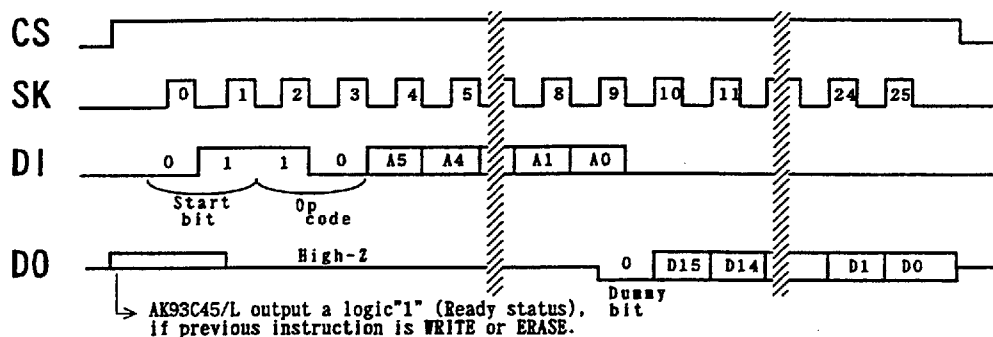 CS
SK 0 1 2 3 4 5 8 9 10 11 24 25
DI 0 1 1 0 A5 A4 A1 A0
Start bit
Op code
DO High-Z 0 D15 D14 D1 D0
Dummy bit
AK93C45/L output a logic"1" (Ready status),
if previous instruction is WRITE or ERASE.